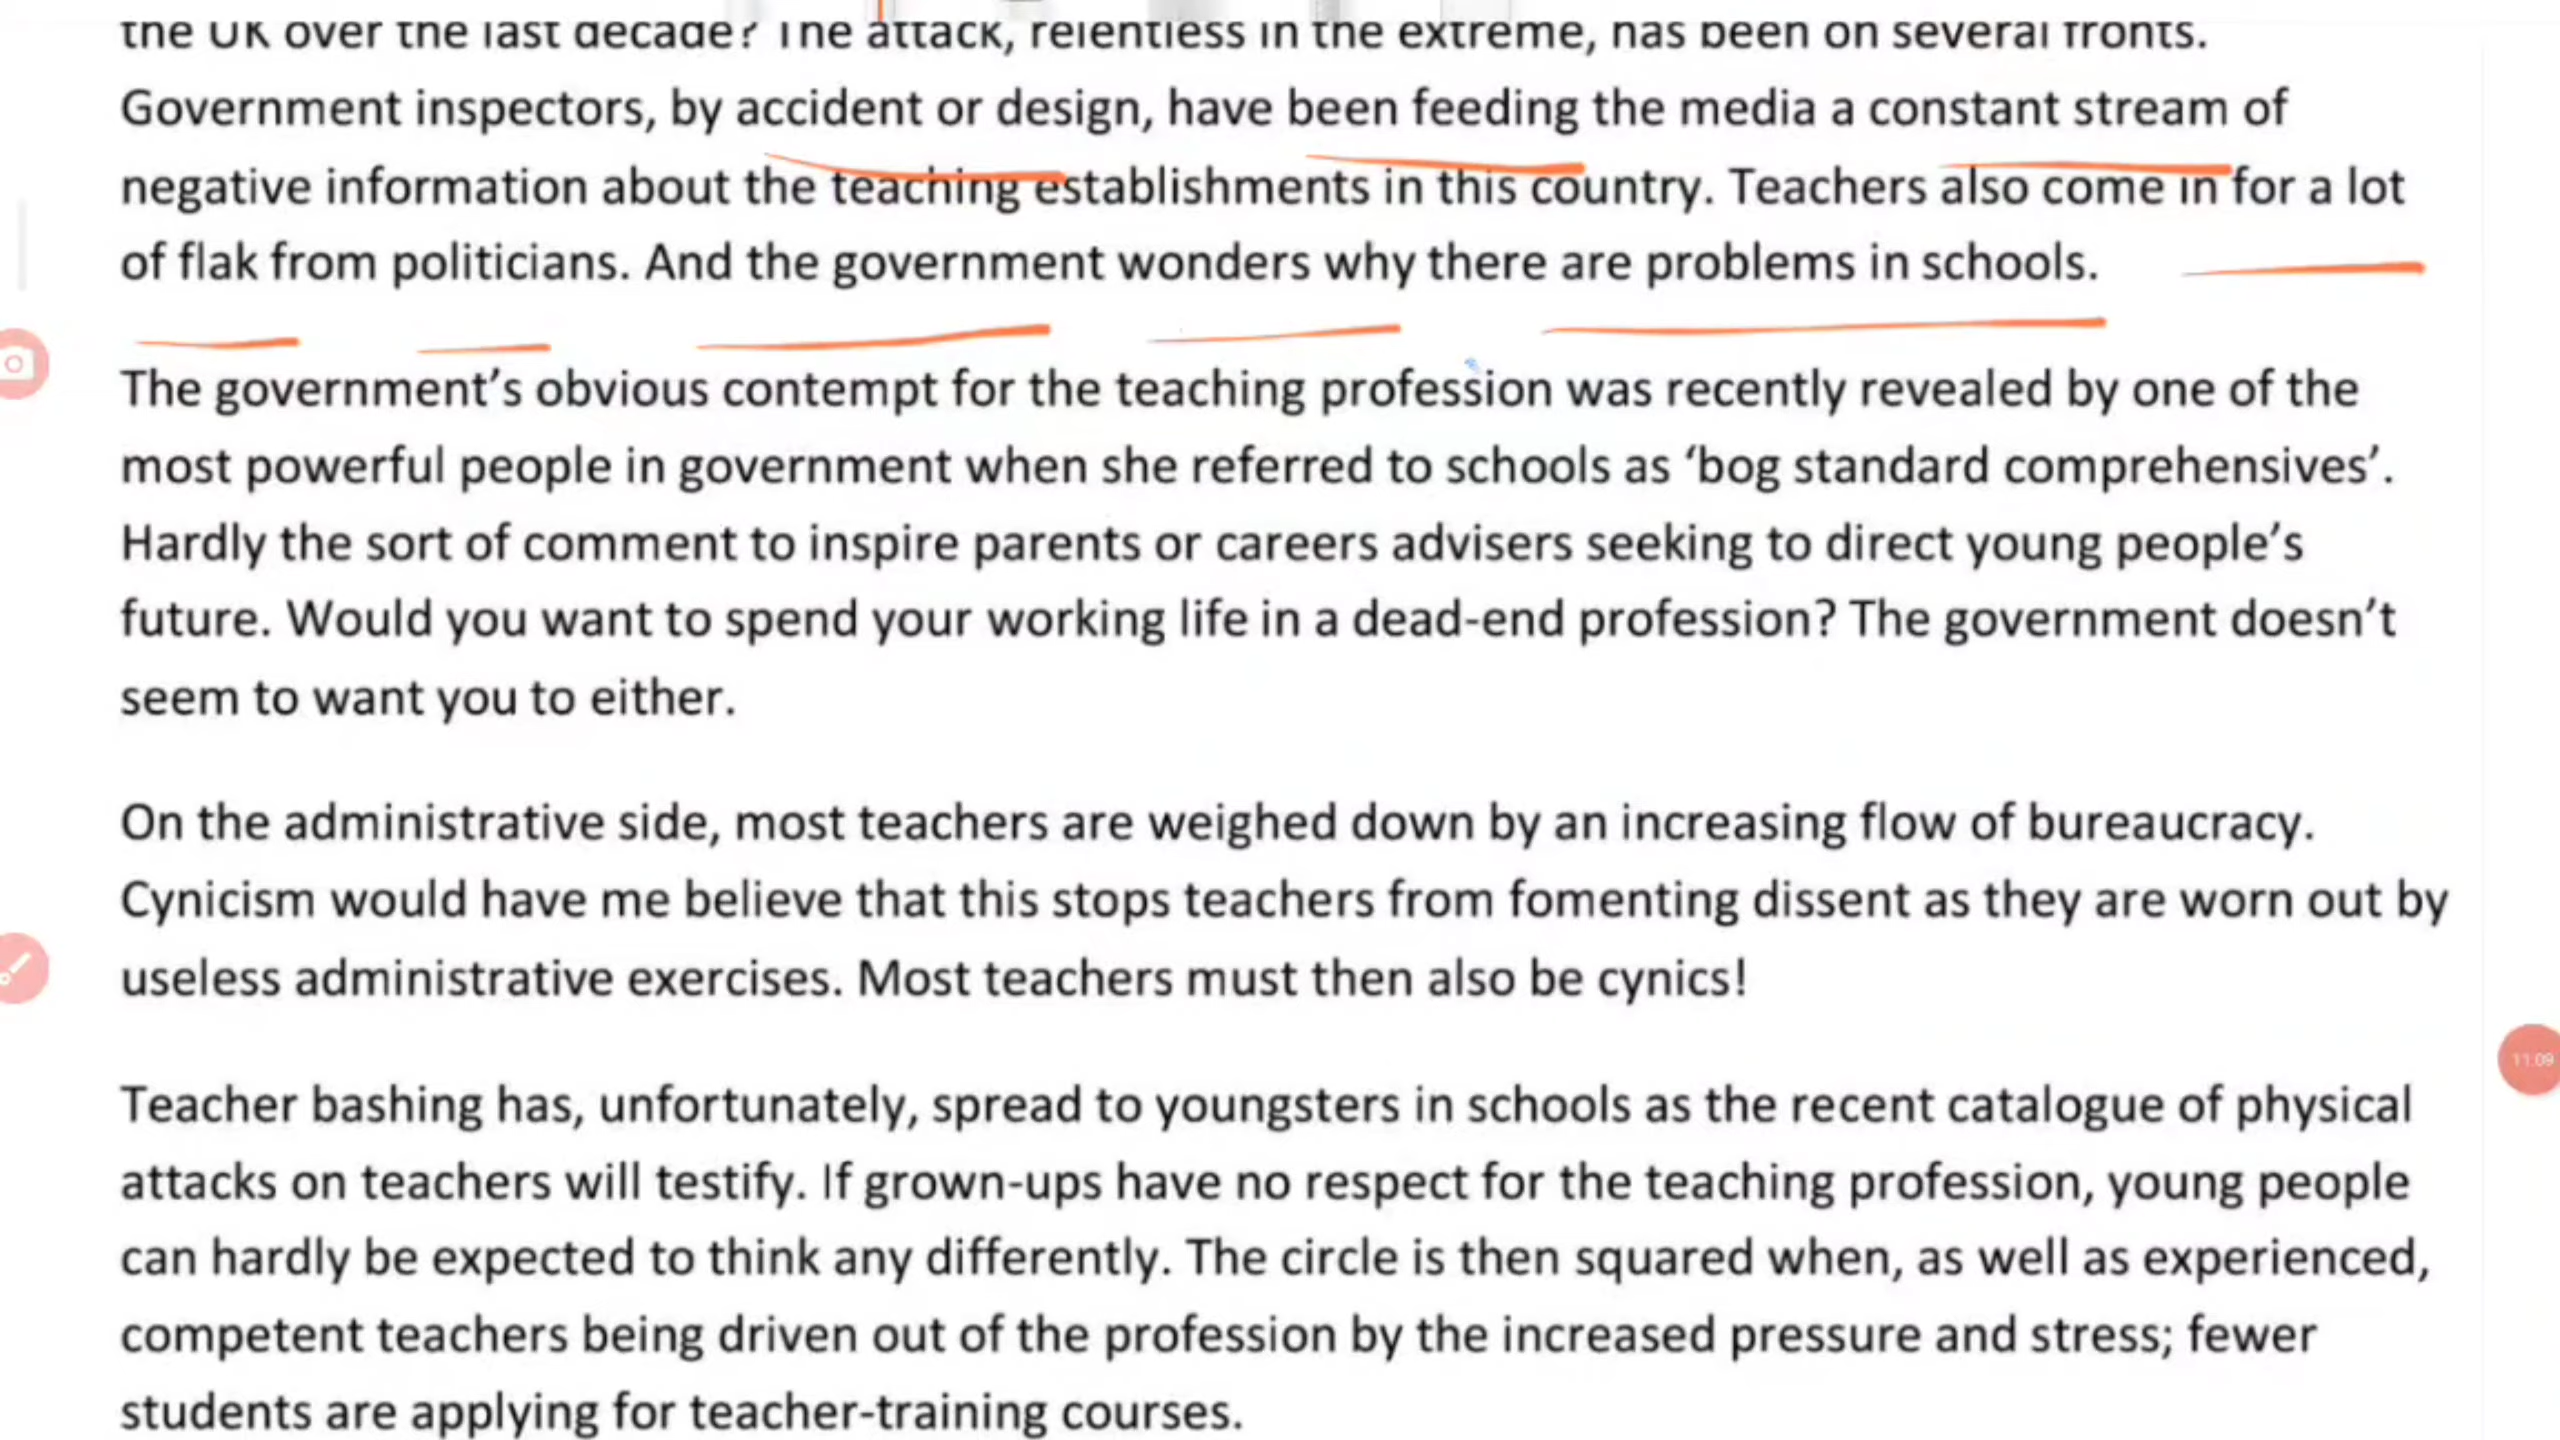 the UK over the last decade? The attack, relentless in the extreme, has been on several fronts.
Government inspectors, by accident or design, have been feeding the media a constant stream of
negative information about the teaching establishments in this country. Teachers also come in for a lot
of flak from politicians. And the government wonders why there are problems in schools.
The government’s obvious contempt for the teaching profession was recently revealed by one of the
most powerful people in government when she referred to schools as ‘bog standard comprehensives’.
Hardly the sort of comment to inspire parents or careers advisers seeking to direct young people’s
future. Would you want to spend your working life in a dead-end profession? The government doesn’t
seem to want you to either.
On the administrative side, most teachers are weighed down by an increasing flow of bureaucracy.
Cynicism would have me believe that this stops teachers from fomenting dissent as they are worn out by
useless administrative exercises. Most teachers must then also be cynics!
11:09
Teacher bashing has, unfortunately, spread to youngsters in schools as the recent catalogue of physical
attacks on teachers will testify. If grown-ups have no respect for the teaching profession, young people
can hardly be expected to think any differently. The circle is then squared when, as well as experienced,
competent teachers being driven out of the profession by the increased pressure and stress; fewer
students are applying for teacher-training courses.